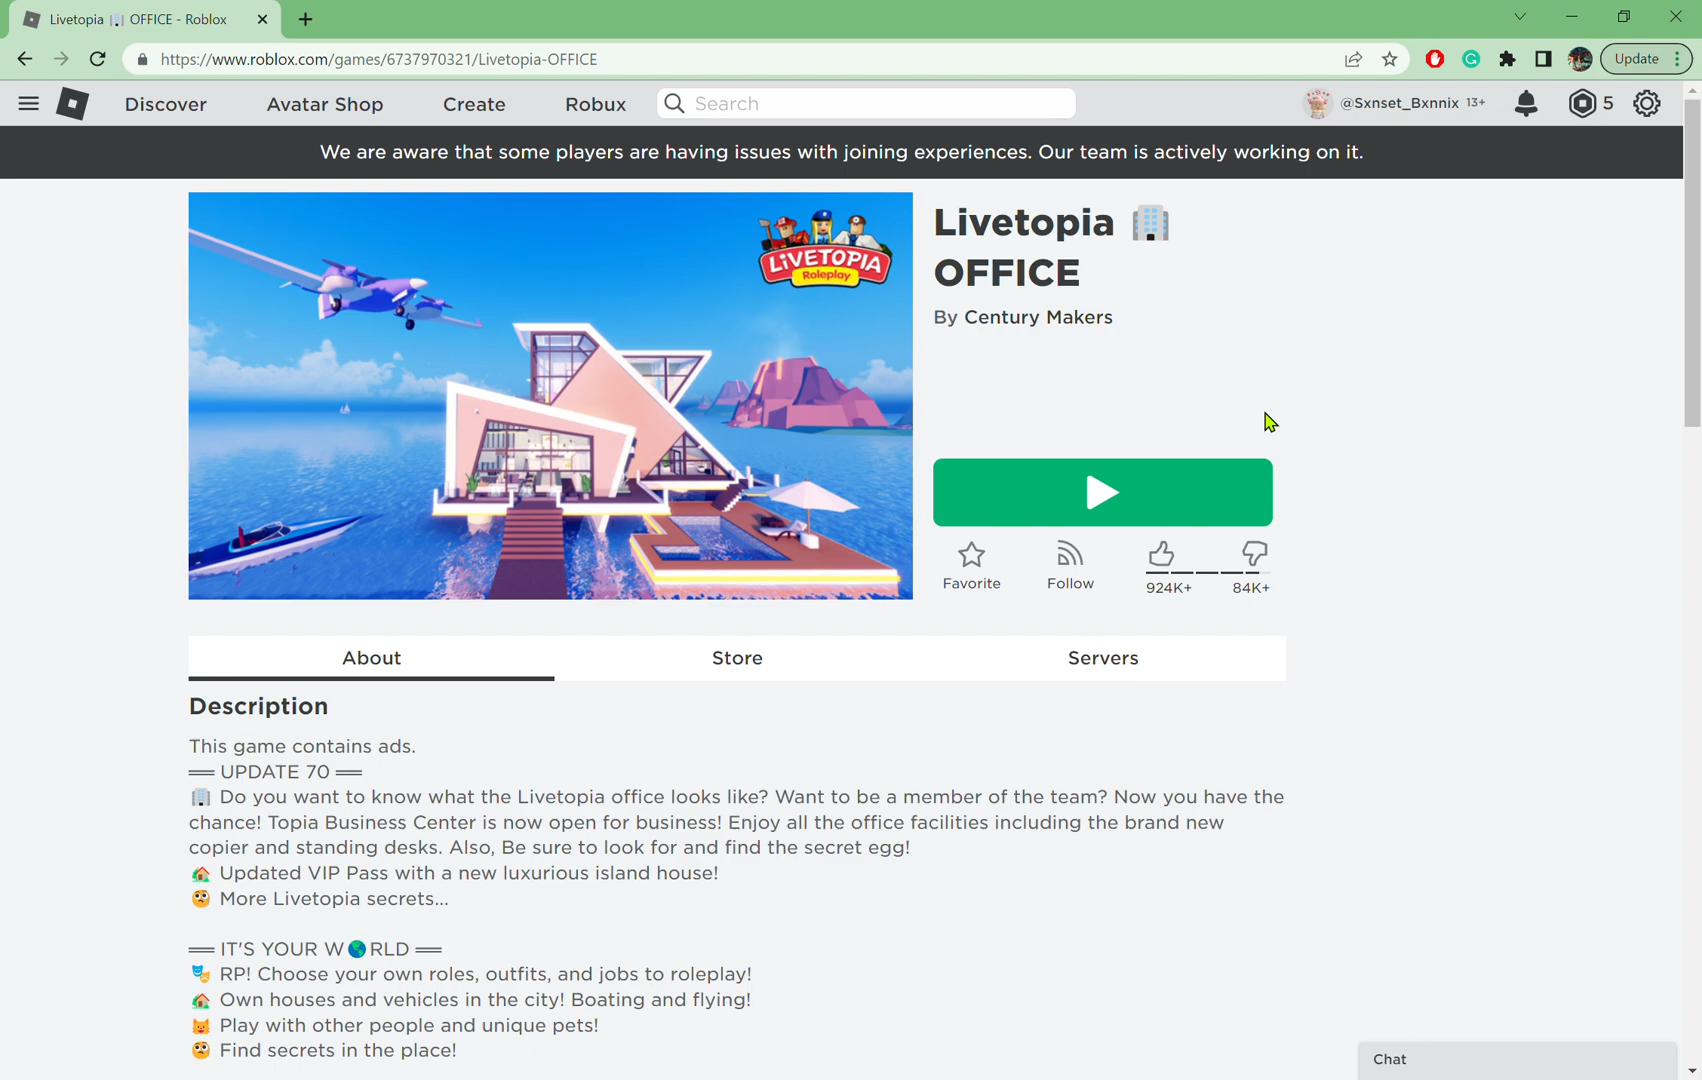 Livetopia 🏢 OFFICE - Roblox
https://www.roblox.com/games/6737970321/Livetopia-OFFICE
Update
Discover
Avatar Shop
Create
Robux
Search
@Sxnset_Bxnnix 13+
5
We are aware that some players are having issues with joining experiences. Our team is actively working on it.
LIVETOPIA
Roleplay
Livetopia 🏢
OFFICE
By Century Makers
Favorite
Follow
924K+
84K+
About
Store
Servers
Description
This game contains ads.
══ UPDATE 70 ══
🏢 Do you want to know what the Livetopia office looks like? Want to be a member of the team? Now you have the
chance! Topia Business Center is now open for business! Enjoy all the office facilities including the brand new
copier and standing desks. Also, Be sure to look for and find the secret egg!
🏠 Updated VIP Pass with a new luxurious island house!
🧐 More Livetopia secrets...
══ IT'S YOUR W🌎RLD ══
🎭 RP! Choose your own roles, outfits, and jobs to roleplay!
🏠 Own houses and vehicles in the city! Boating and flying!
🐱 Play with other people and unique pets!
🧐 Find secrets in the place!
Chat